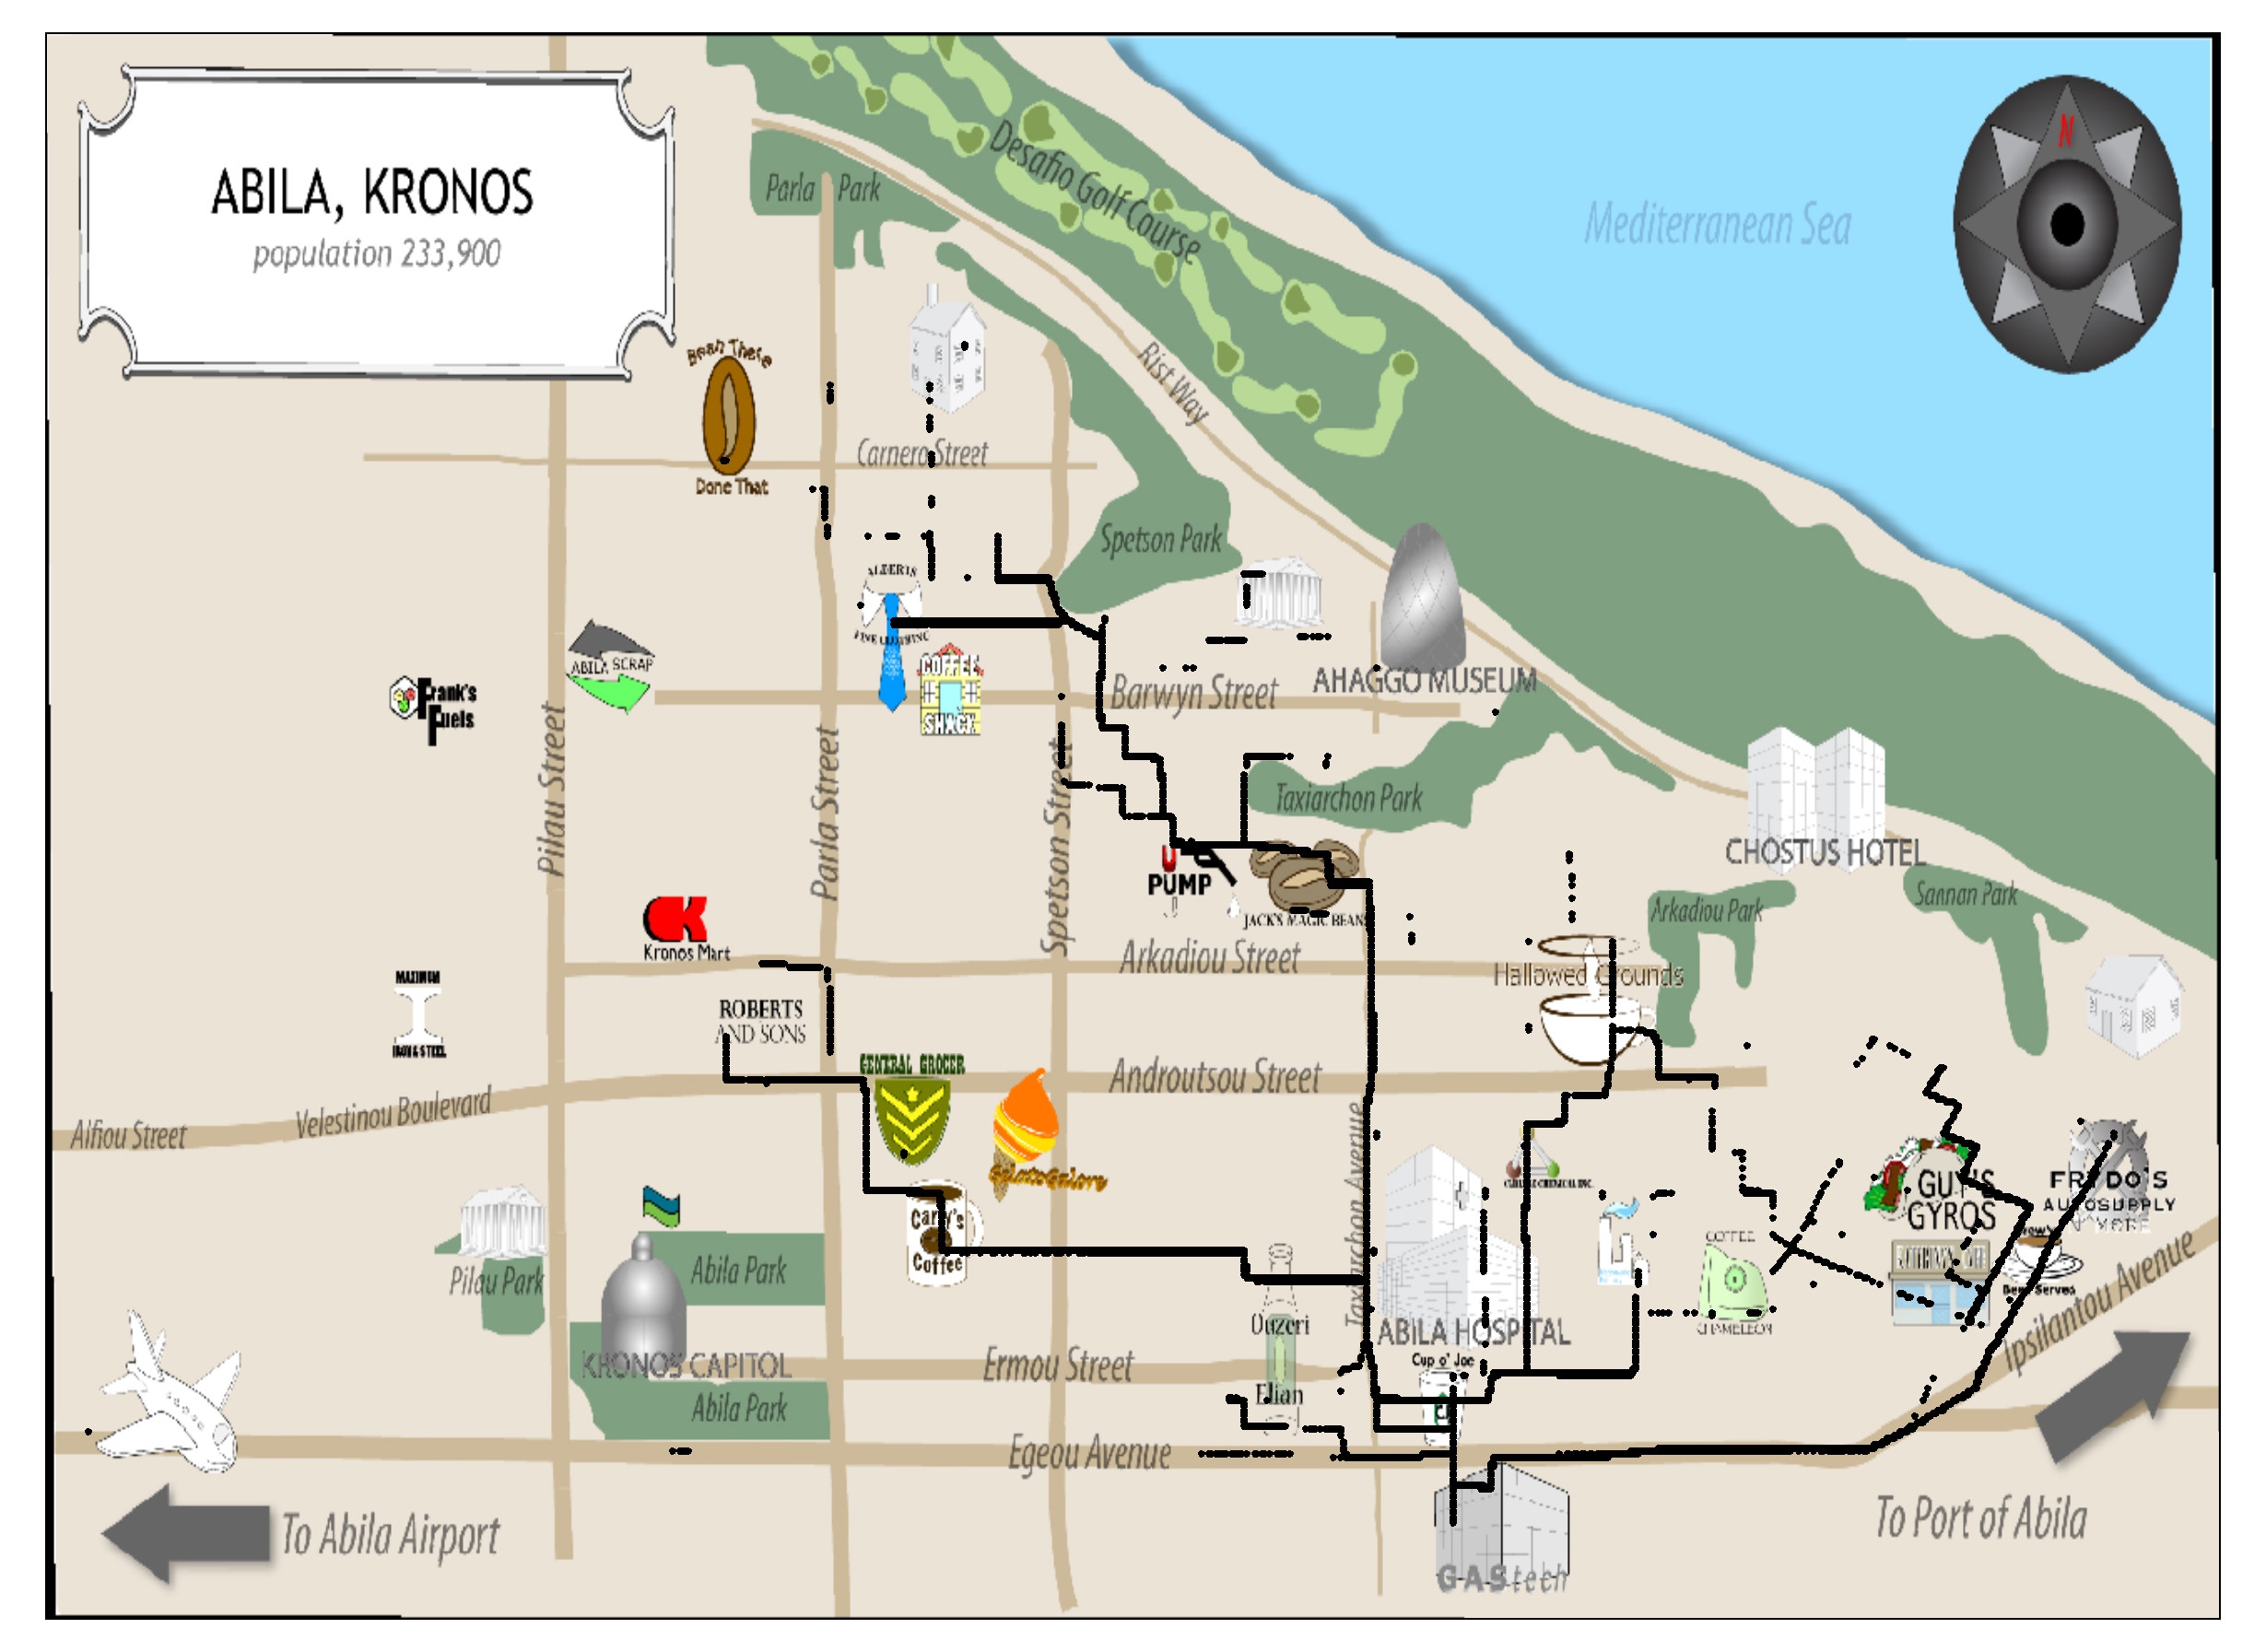 ABILA, KRONOS
population 233,900
N
Mediterranean Sea
Desafio Golf Course
Parla Park
Rist Way
Bean There
Done That
Carnero Street
Spetson Park
ALBERTS
FINE CLOTHING
ABILA SCRAP
Frank's
Fuels
COFFEE
SHACK
Barwyn Street
AHAGGO MUSEUM
Pilau Street
Parla Street
Spetson Street
Taxiarchon Park
CHOSTUS HOTEL
U
PUMP
JACK'S MAGIC BEANS
Arkadiou Park
Sannan Park
Kronos Mart
Arkadiou Street
Hallowed Grounds
MAXIMUM
IRON & STEEL
ROBERTS
AND SONS
GENERAL GROCER
Androutsou Street
Velestinou Boulevard
Alfiou Street
GelatoGalore
Taxiarchon Avenue
GUY'S
GYROS
FRYDO'S
AUTOSUPPLY
N' MORE
Carly's
Coffee
Pilau Park
Abila Park
COFFEE
CHAMELEON
Brew've
Been Served
Ouzeri
Elian
ABILA HOSPITAL
Cup o' Joe
Ipsilantou Avenue
KRONOS CAPITOL
Ermou Street
Abila Park
Egeou Avenue
To Abila Airport
To Port of Abila
GAStech